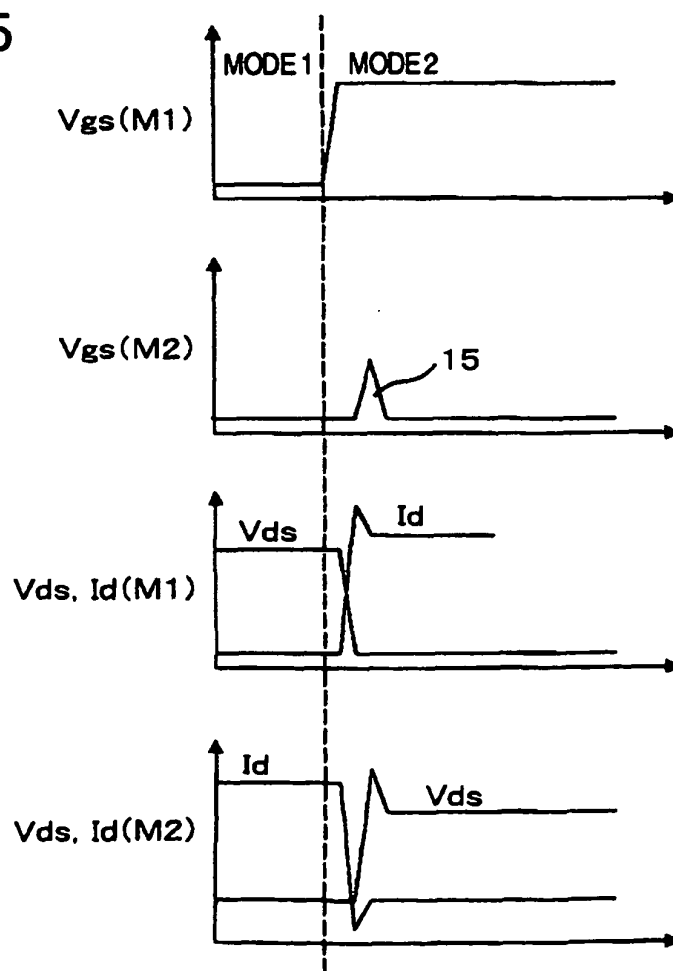 5
MODE1 MODE2
Vgs(M1)
Vgs(M2)
15
Vds
Id
Vds, Id(M1)
Id
Vds
Vds, Id(M2)